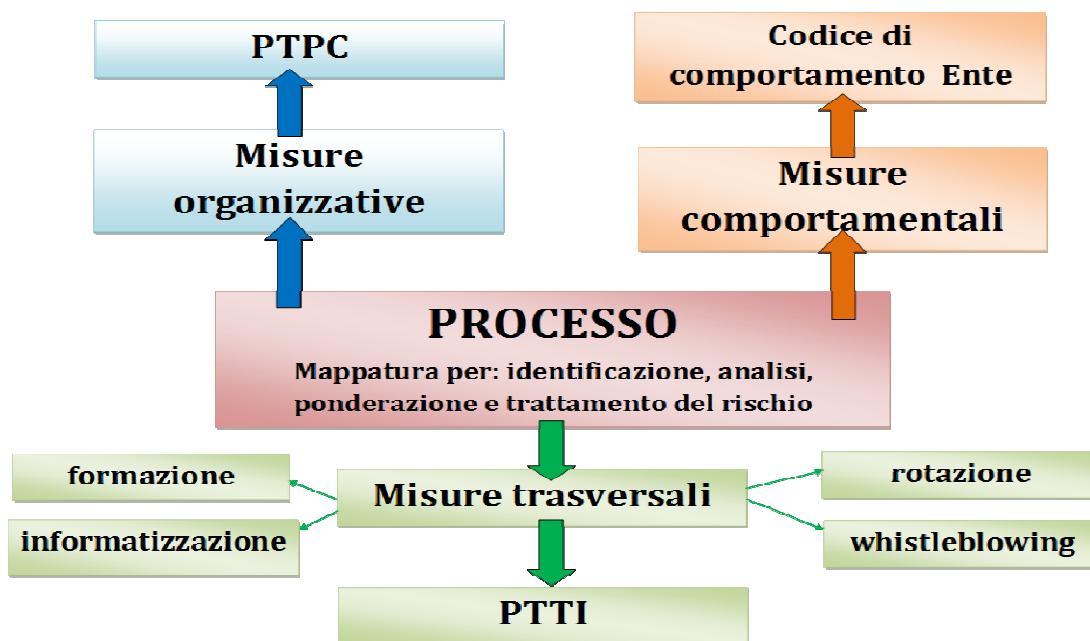 PTPC
Codice di
comportamento Ente
Misure
organizzative
Misure
comportamentali
PROCESSO
Mappatura per: identificazione, analisi,
ponderazione e trattamento del rischio
formazione
Misure trasversali
rotazione
informatizzazione
whistleblowing
PTTI